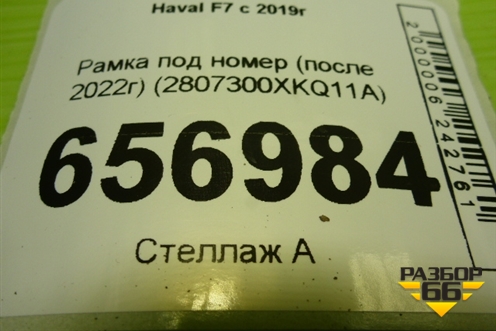 Haval F7 с 2019г
Рамка под номер (после
2022г) (2807300XKQ11A)
656984
Стеллаж А
2000006242761
РАЗБОР
66